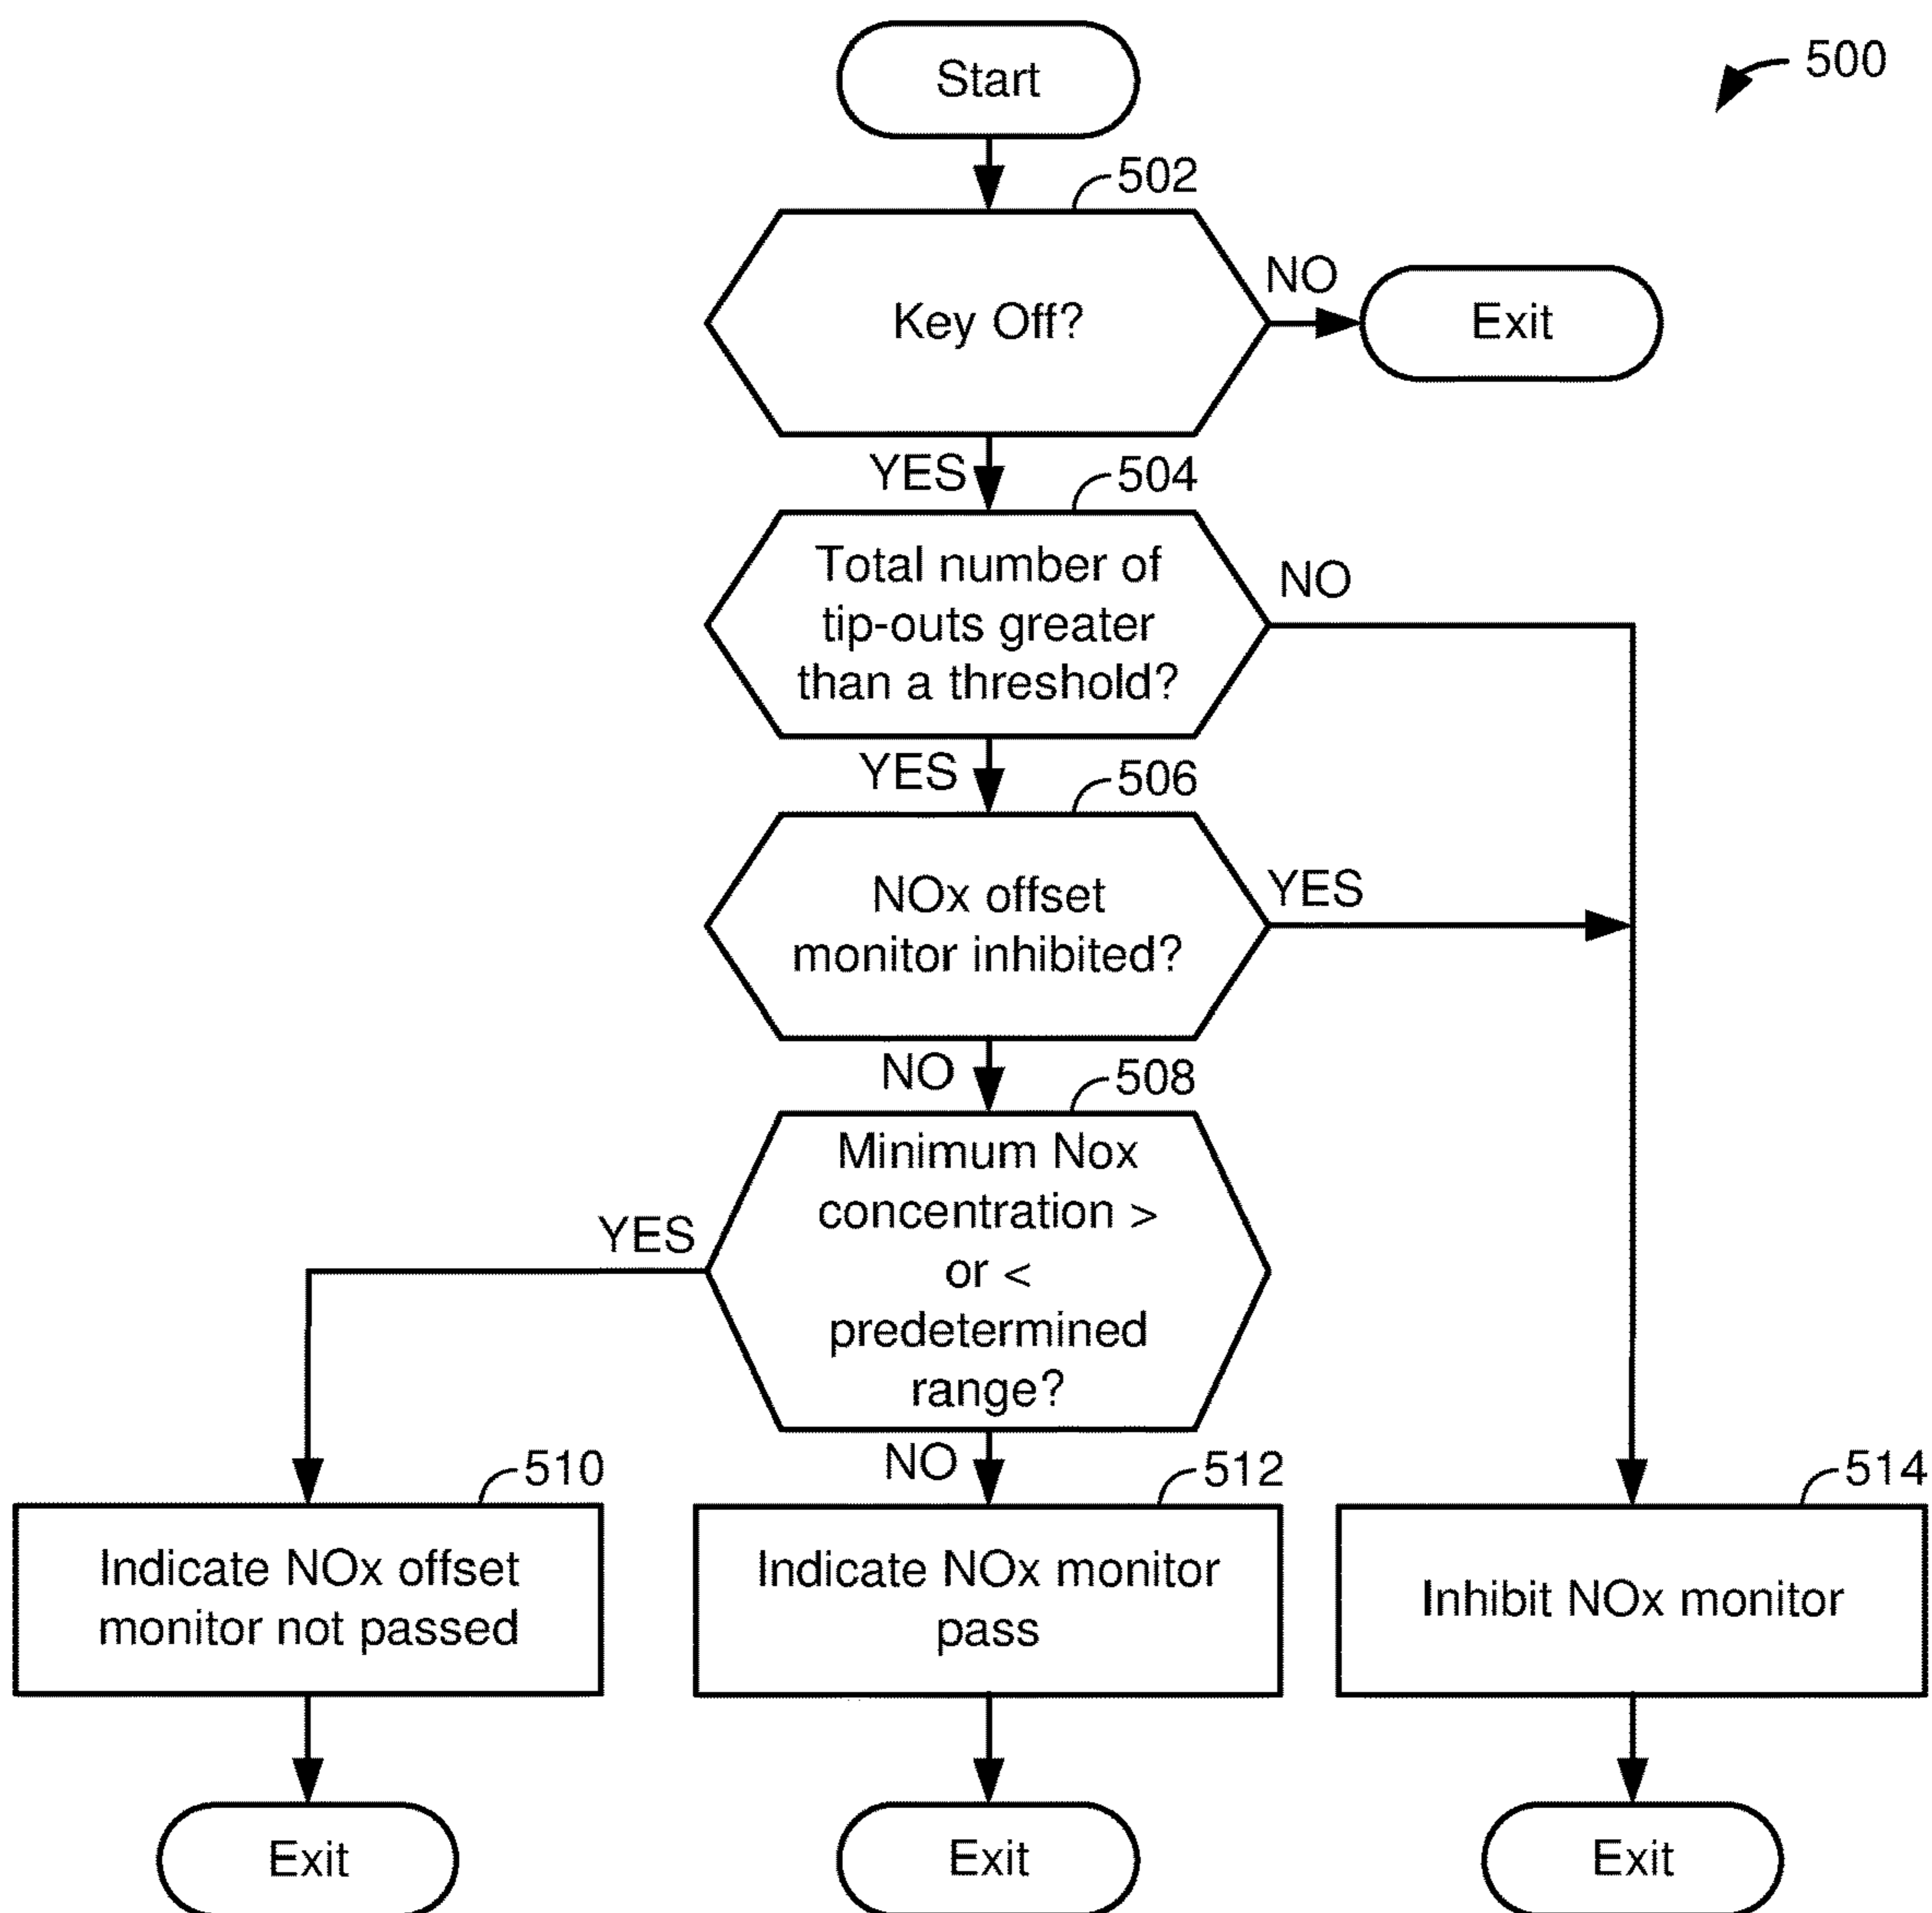 Start
500
502
Key Off?
NO
Exit
YES
504
Total number of
tip-outs greater
than a threshold?
NO
YES
506
NOx offset
monitor inhibited?
YES
NO
508
Minimum Nox
concentration >
or <
predetermined
range?
YES
NO
510
Indicate NOx offset
monitor not passed
512
Indicate NOx monitor
pass
514
Inhibit NOx monitor
Exit
Exit
Exit